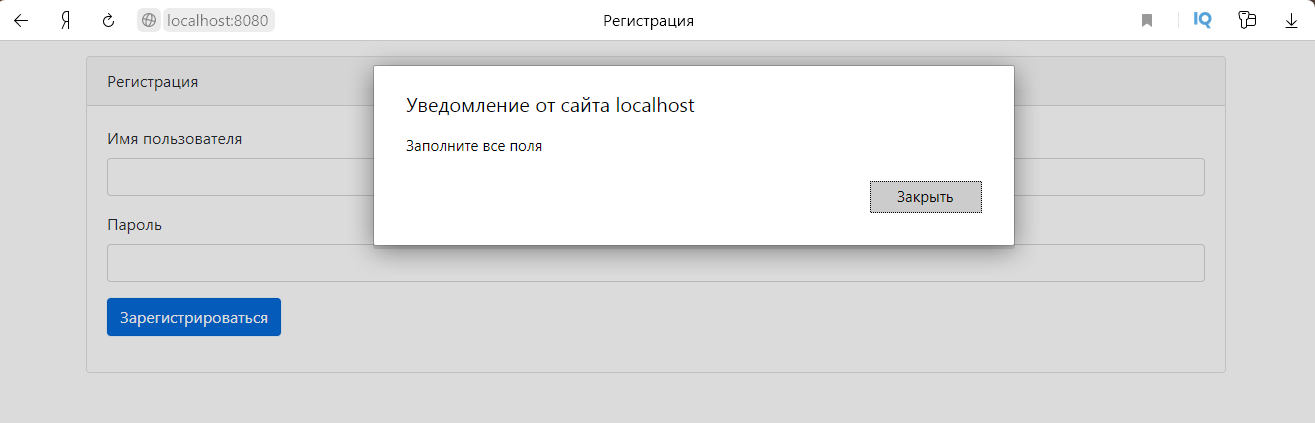 Я localhost:8080 Регистрация IQ
Регистрация
Уведомление от сайта localhost
Заполните все поля
Закрыть
Имя пользователя
Пароль
Зарегистрироваться